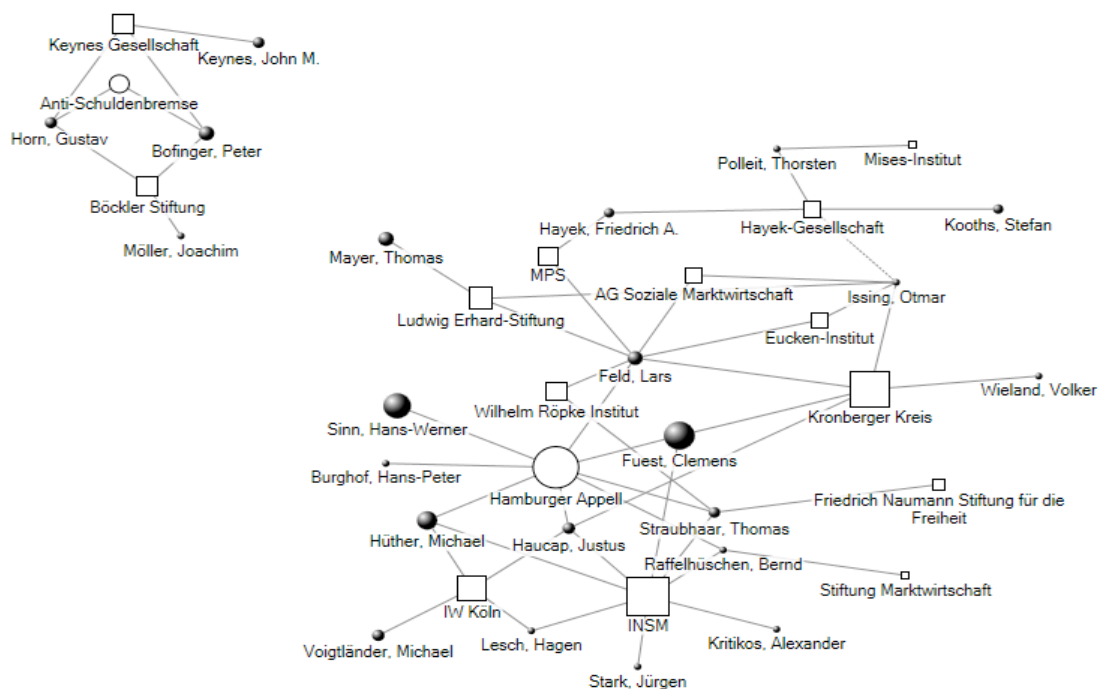 Keynes Gesellschaft
Keynes, John M.
Anti-Schuldenbremse
Horn, Gustav
Bofinger, Peter
Böckler Stiftung
Möller, Joachim
Polleit, Thorsten
Mises-Institut
Hayek, Friedrich A.
Hayek-Gesellschaft
Kooths, Stefan
Mayer, Thomas
MPS
AG Soziale Marktwirtschaft
Issing, Otmar
Ludwig Erhard-Stiftung
Eucken-Institut
Feld, Lars
Wieland, Volker
Wilhelm Röpke Institut
Kronberger Kreis
Sinn, Hans-Werner
Fuest, Clemens
Burghof, Hans-Peter
Hamburger Appell
Friedrich Naumann Stiftung für die
Freiheit
Straubhaar, Thomas
Hüther, Michael
Haucap, Justus
Raffelhüschen, Bernd
Stiftung Marktwirtschaft
IW Köln
INSM
Voigtländer, Michael
Lesch, Hagen
Kritikos, Alexander
Stark, Jürgen